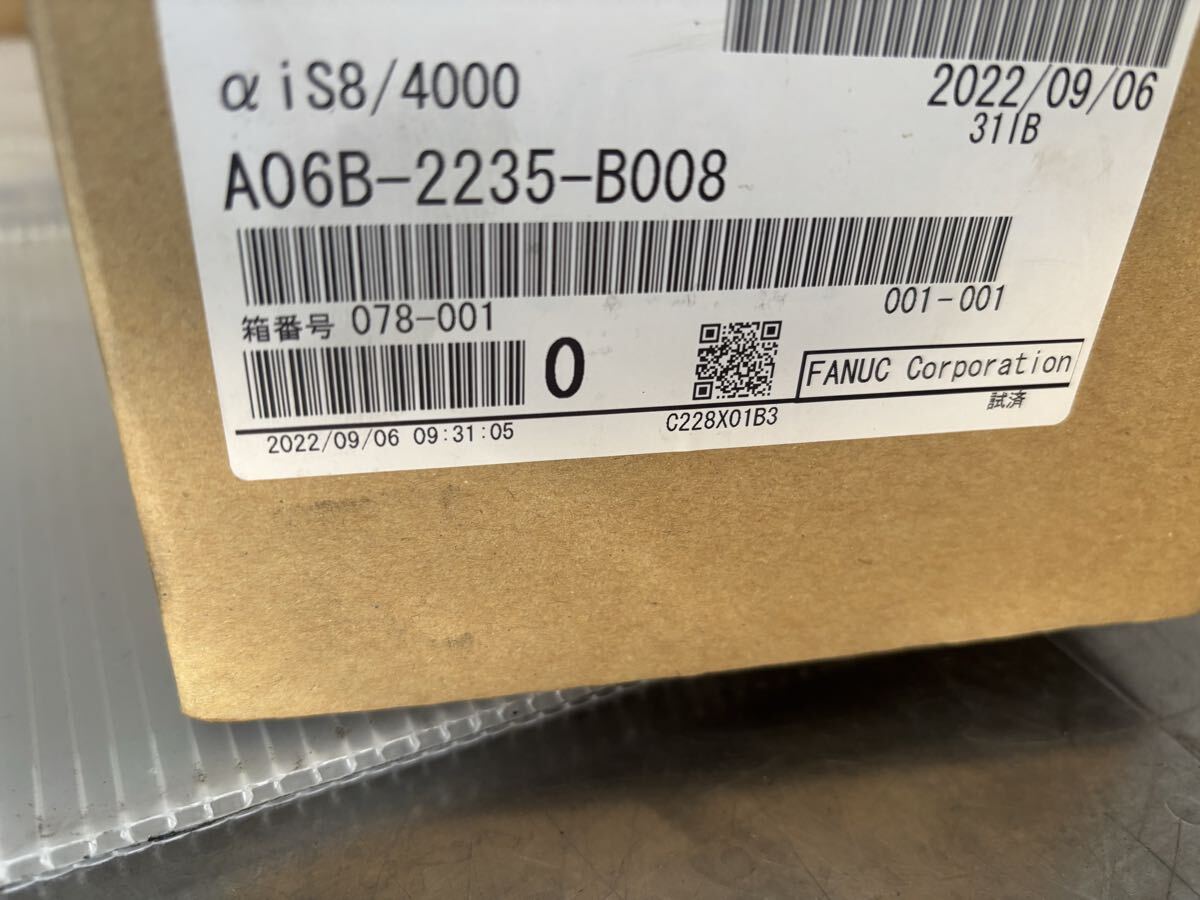 αiS8/4000
2022/09/06
31IB
A06B-2235-B008
001-001
箱番号 078-001
0
FANUC Corporation
2022/09/06 09:31:05
C228X01B3
試済